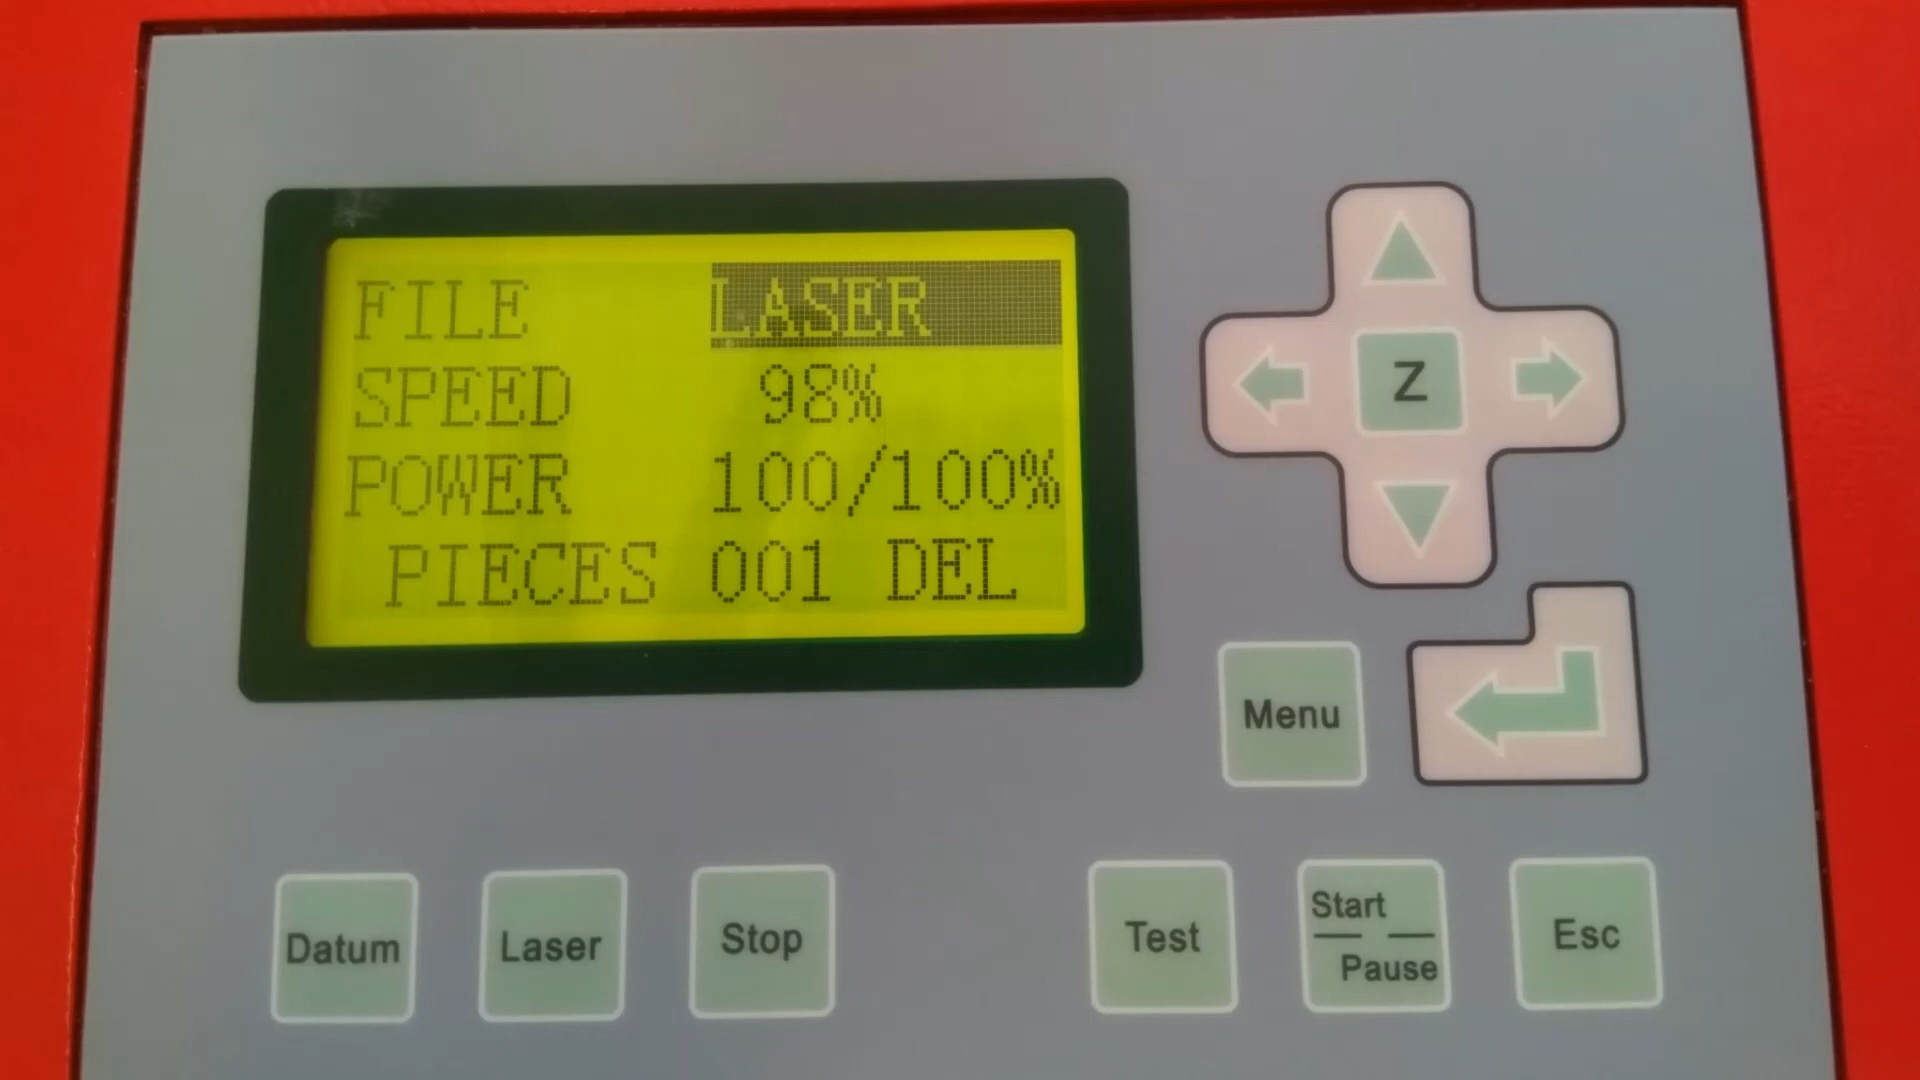 FILE LASER
SPEED 98%
POWER 100/100%
PIECES 001 DEL
Z
Menu
Datum
Laser
Stop
Test
Start
Pause
Esc